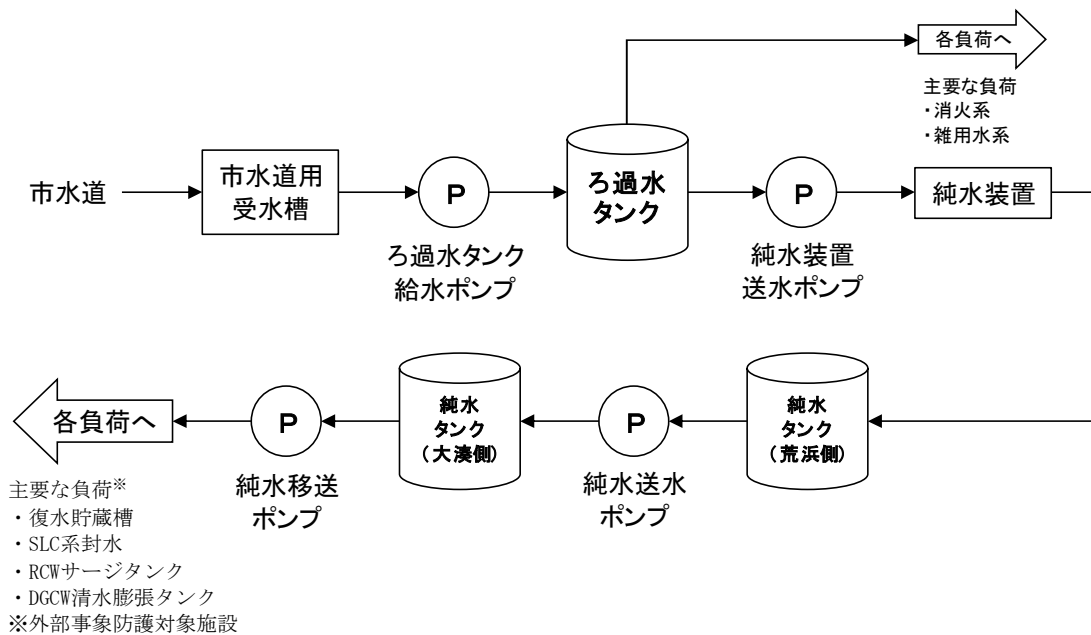 各負荷へ
主要な負荷
・消火系
・雑用水系
市水道
市水道用
受水槽
P
ろ過水タンク
給水ポンプ
ろ過水
タンク
P
純水装置
送水ポンプ
純水装置
各負荷へ
主要な負荷※
・復水貯蔵槽
・SLC系封水
・RCWサージタンク
・DGCW清水膨張タンク
※外部事象防護対象施設
P
純水移送
ポンプ
純水
タンク
(大湊側)
P
純水送水
ポンプ
純水
タンク
(荒浜側)